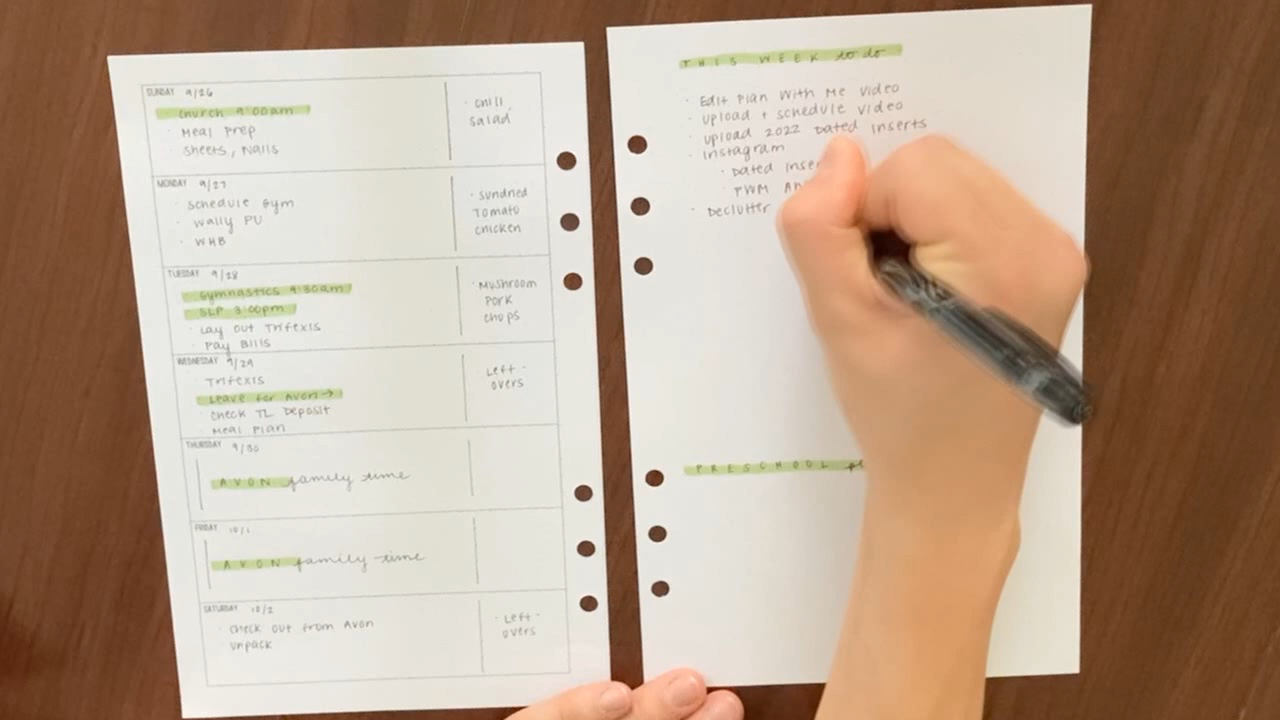 SUNDAY 9/26
Church 9:00am
· Meal Prep
· Sheets, Nails
· Chili
Salad
MONDAY 9/27
· Schedule Gym
· Wally PU
· WHB
· Sundried
Tomato
Chicken
TUESDAY 9/28
Gymnastics 9:30am
SLP 3:00pm
· Lay out Trifexis
· Pay Bills
· Mushroom
Pork
Chops
WEDNESDAY 9/29
· Trifexis
Leave for Avon →
· Check TL Deposit
· Meal Plan
Left-
overs
THURSDAY 9/30
AVON family time
FRIDAY 10/1
AVON family time
SATURDAY 10/2
· Check out from Avon
· Unpack
· Left-
overs
THIS WEEK to do
· Edit Plan With Me Video
· Upload + Schedule Video
· Upload 2022 Dated Inserts
· Instagram
· Dated
· PWM
· Declutter
PRESCHOOL